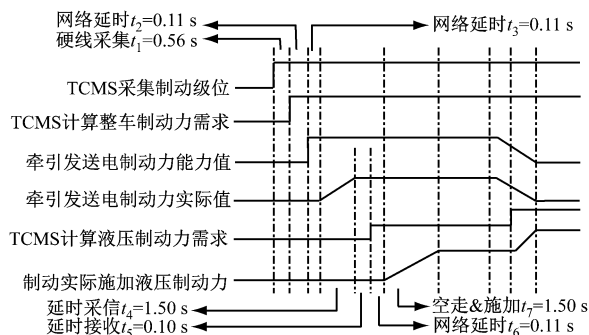 网络延时t₂=0.11 s
网络延时t₃=0.11 s
硬线采集t₁=0.56 s
TCMS采集制动级位
TCMS计算整车制动力需求
牵引发送电制动力能力值
牵引发送电制动力实际值
TCMS计算液压制动力需求
制动实际施加液压制动力
延时采信t₄=1.50 s
空走&施加t₇=1.50 s
延时接收t₅=0.10 s
网络延时t₆=0.11 s